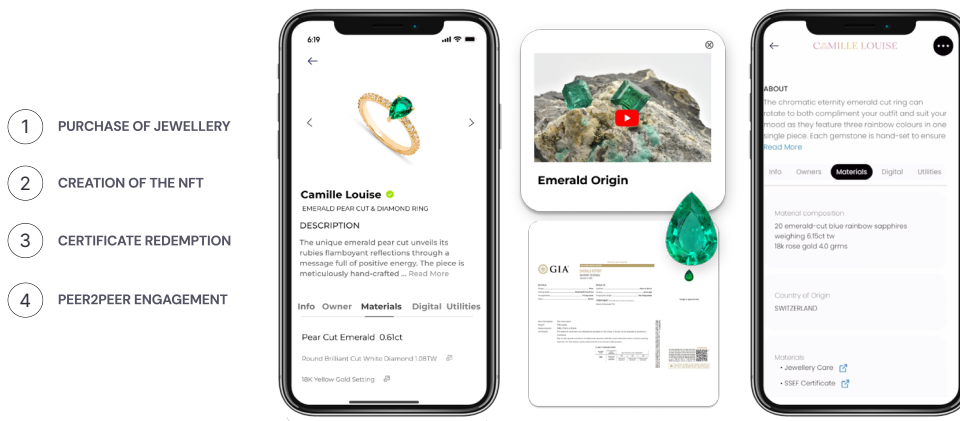 1 PURCHASE OF JEWELLERY
2 CREATION OF THE NFT
3 CERTIFICATE REDEMPTION
4 PEER2PEER ENGAGEMENT
6:19
Camille Louise
EMERALD PEAR CUT & DIAMOND RING
DESCRIPTION
The unique emerald pear cut unveils its
rubies flamboyant reflections through a
message full of positive energy. The piece is
meticulously hand-crafted ... Read More
Info Owner Materials Digital Utilities
Pear Cut Emerald 0.61ct
Round Brilliant Cut White Diamond 1.08TW
18K Yellow Gold Setting
Emerald Origin
GIA
CAMILLE LOUISE
ABOUT
The chromatic eternity emerald cut ring can
rotate to both compliment your outfit and suit your
mood as they feature three rainbow colours in one
single piece. Each gemstone is hand-set to ensure
Read More
Info Owners Materials Digital Utilities
Material composition
20 emerald-cut blue rainbow sapphires
weighing 6.15ct tw
18k rose gold 4.0 grms
Country of Origin
SWITZERLAND
Materials
• Jewellery Care
• SSEF Certificate